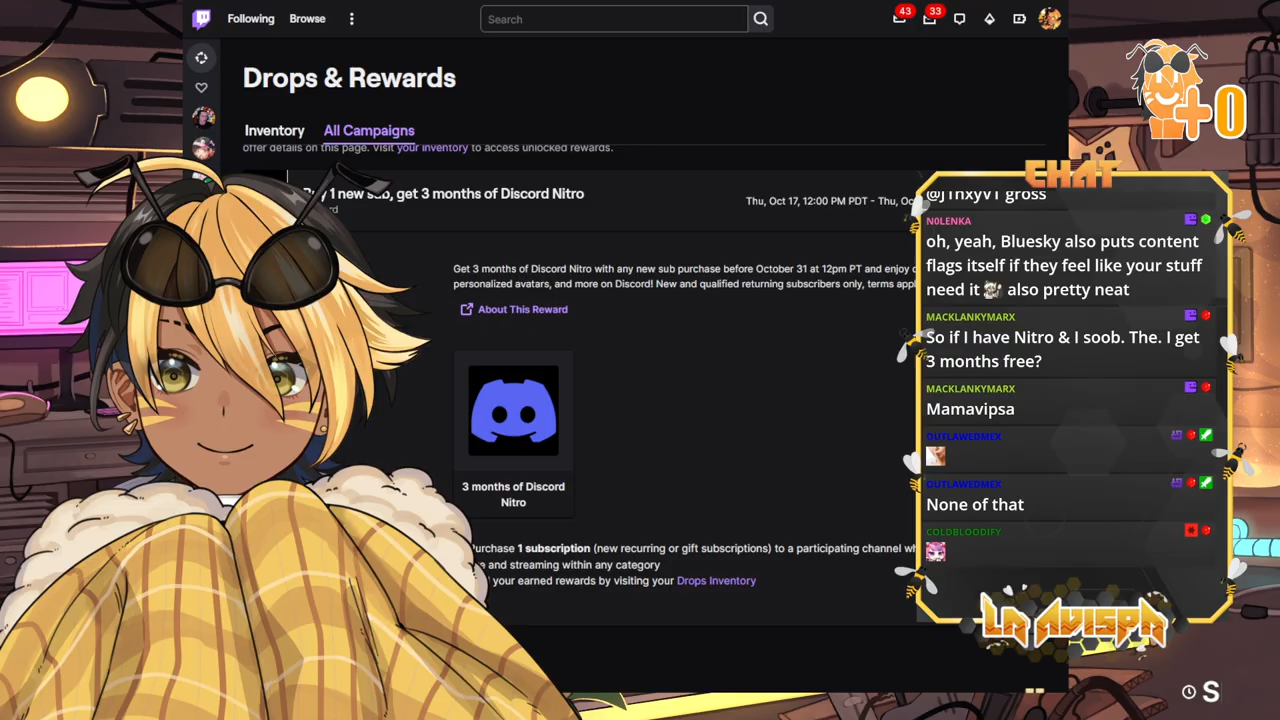 Following
Browse
Search
43
33
Drops & Rewards
+0
Inventory
All Campaigns
offer details on this page. Visit your Inventory to access unlocked rewards.
1 new sub, get 3 months of Discord Nitro
Thu, Oct 17, 12:00 PM PDT - Thu, Oc
Get 3 months of Discord Nitro with any new sub purchase before October 31 at 12pm PT and enjoy
personalized avatars, and more on Discord! New and qualified returning subscribers only, terms app
About This Reward
3 months of Discord
Nitro
urchase 1 subscription (new recurring or gift subscriptions) to a participating channel
e and streaming within any category
your earned rewards by visiting your Drops Inventory
CHAT
@J1nxyVT gross
N0LENKA
oh, yeah, Bluesky also puts content
flags itself if they feel like your stuff
need it also pretty neat
MACKLANKYMARX
So if I have Nitro & I soob. The. I get
3 months free?
MACKLANKYMARX
Mamavipsa
OUTLAWEDMEX
OUTLAWEDMEX
None of that
COLDBLOODIFY
LA AVISPA
S